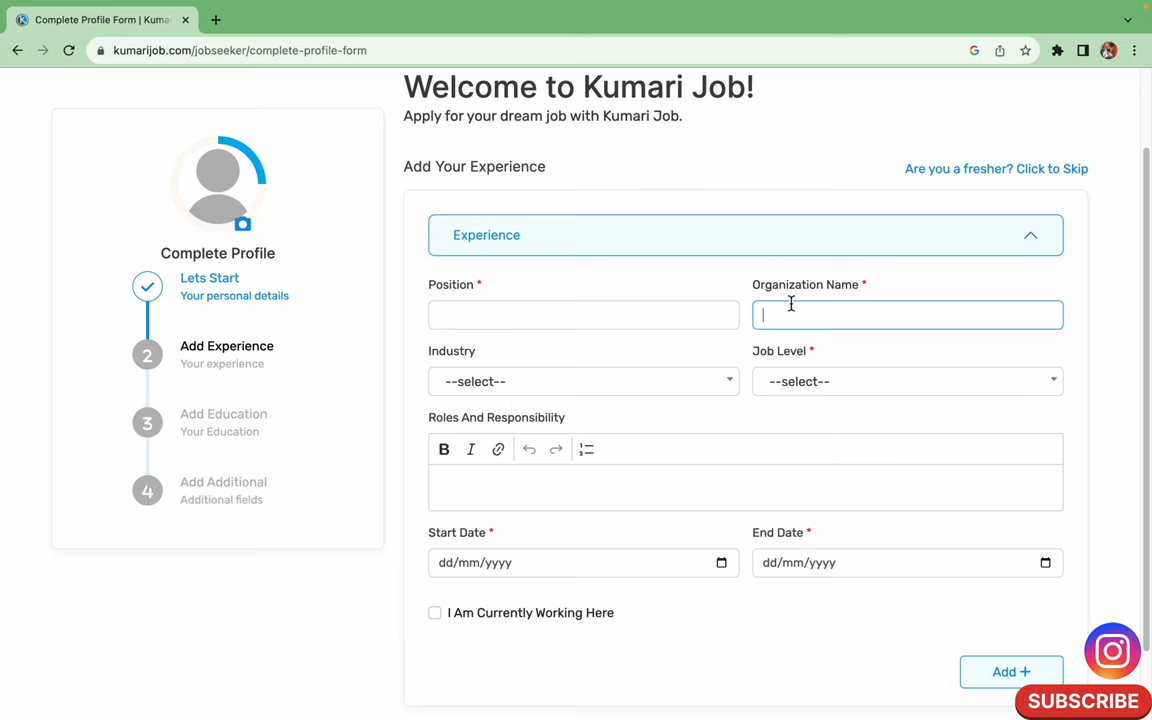 Complete Profile Form | Kuma
kumarijob.com/jobseeker/complete-profile-form
Welcome to Kumari Job!
Apply for your dream job with Kumari Job.
Complete Profile
Lets Start
Your personal details
2
Add Experience
Your experience
3
Add Education
Your Education
4
Add Additional
Additional fields
Add Your Experience
Are you a fresher? Click to Skip
Experience
Position *
Organization Name *
Industry
Job Level *
--select--
--select--
Roles And Responsibility
B I
Start Date *
End Date *
dd/mm/yyyy
dd/mm/yyyy
I Am Currently Working Here
Add +
SUBSCRIBE